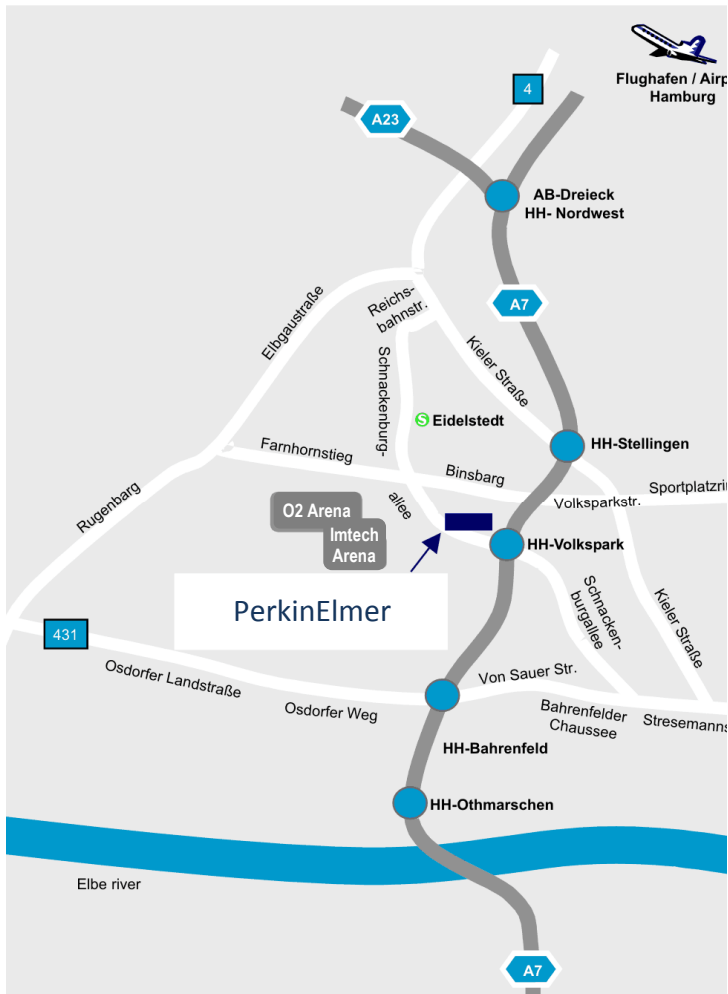 Flughafen / Airp
Hamburg
4
A23
AB-Dreieck
HH- Nordwest
A7
Reichs-
bahnstr.
Elbgaustraße
Kieler Straße
Schnackenburg-
allee
S Eidelstedt
HH-Stellingen
Farnhornstieg
Binsbarg
Sportplatzrin
Volksparkstr.
Rugenbarg
O2 Arena
Imtech
Arena
HH-Volkspark
PerkinElmer
Schnacken-
burgallee
Kieler Straße
431
Osdorfer Landstraße
Von Sauer Str.
Osdorfer Weg
Bahrenfelder
Chaussee
Stresemanns
HH-Bahrenfeld
HH-Othmarschen
Elbe river
A7